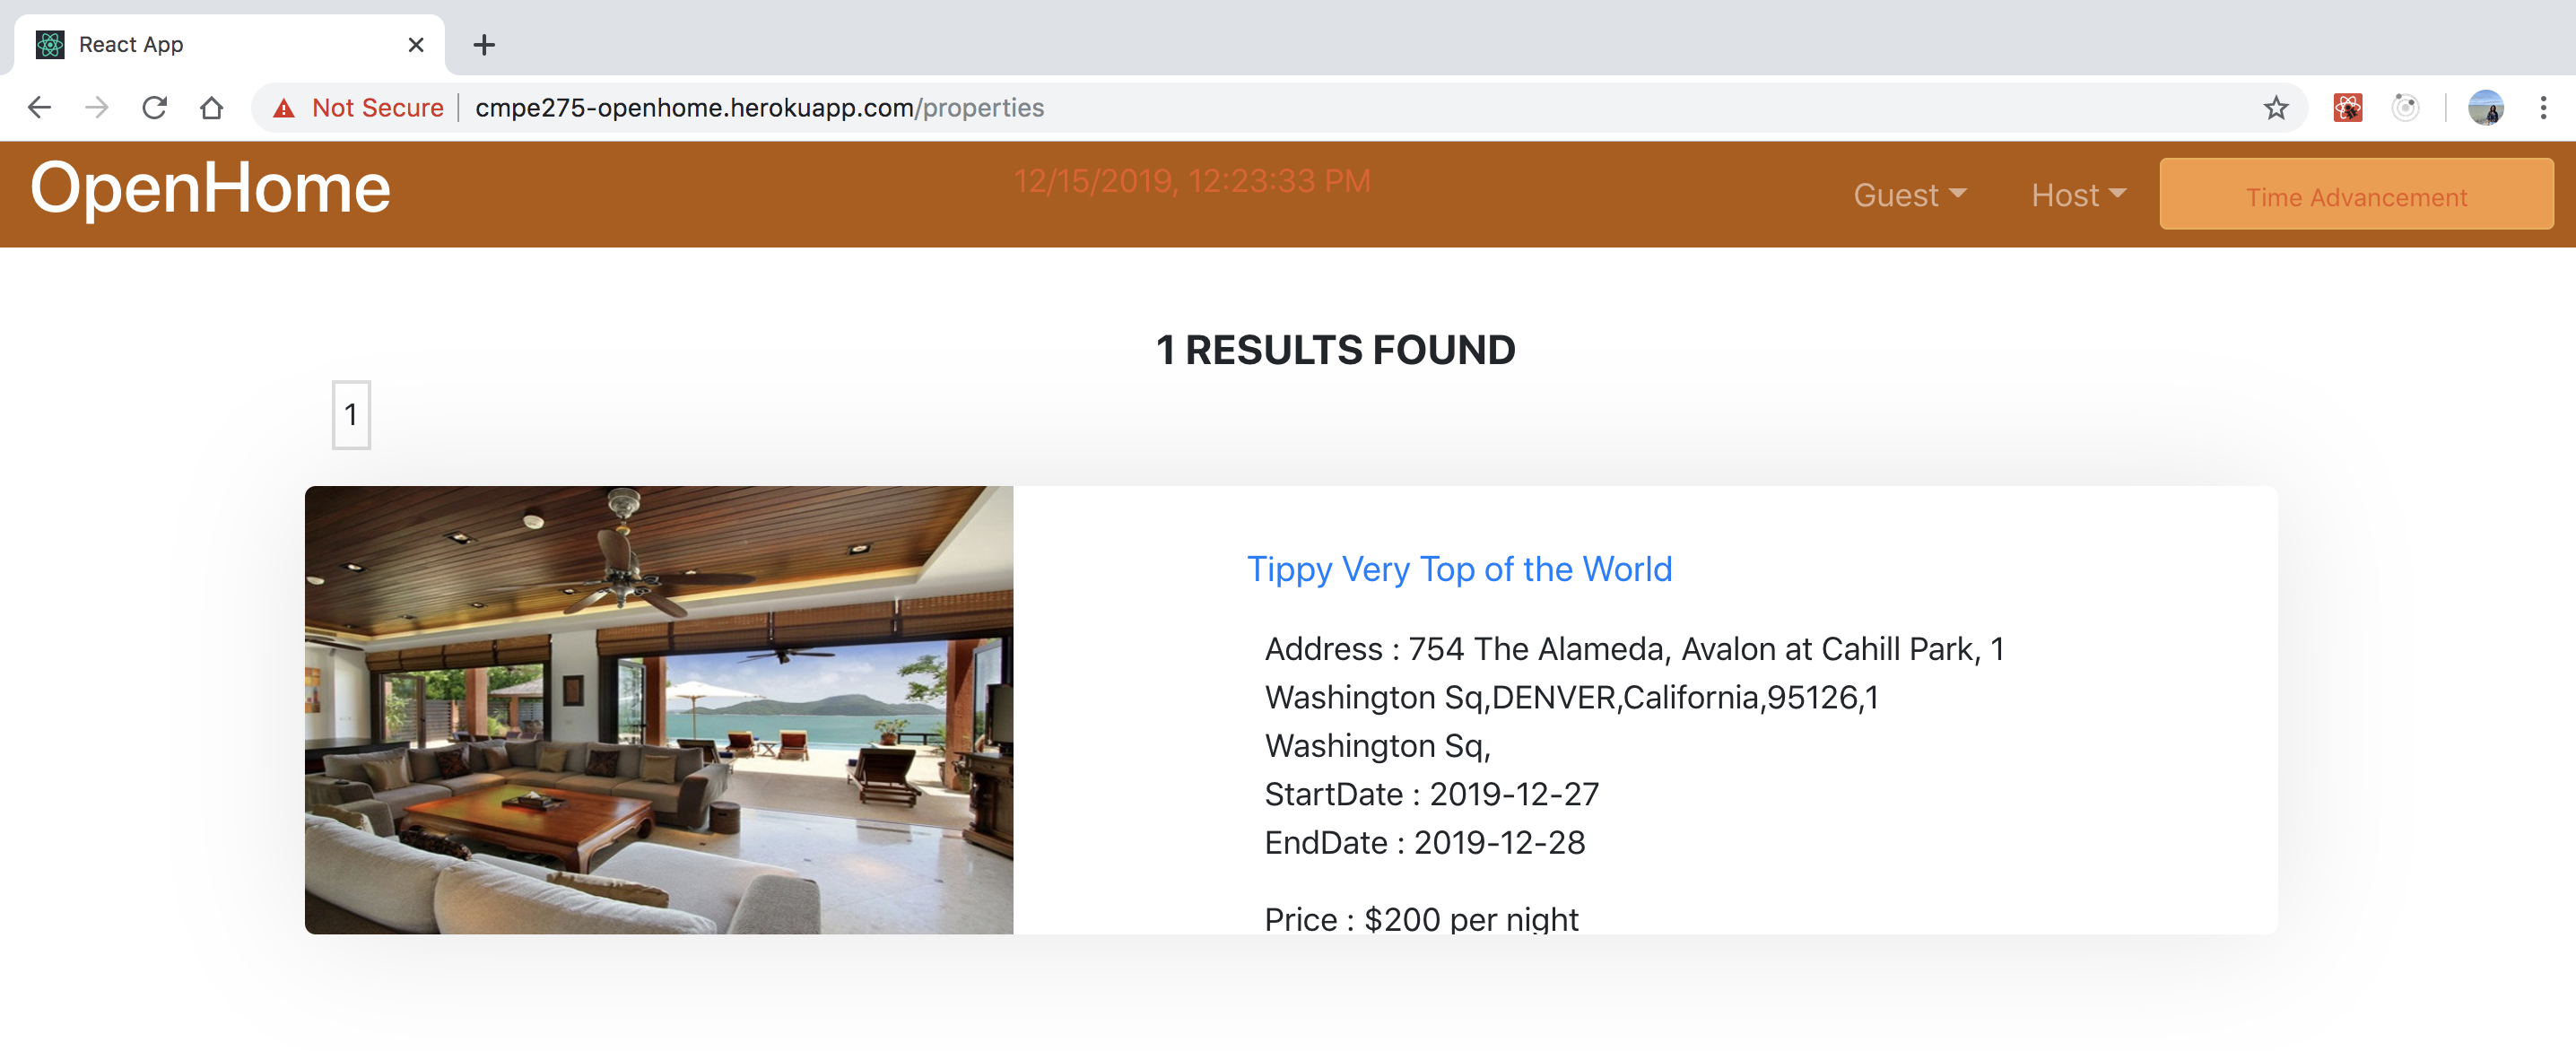 React App
Not Secure cmpe275-openhome.herokuapp.com/properties
OpenHome
12/15/2019, 12:23:33 PM
Guest
Host
Time Advancement
1 RESULTS FOUND
1
Tippy Very Top of the World
Address : 754 The Alameda, Avalon at Cahill Park, 1
Washington Sq,DENVER,California,95126,1
Washington Sq,
StartDate : 2019-12-27
EndDate : 2019-12-28
Price : $200 per night